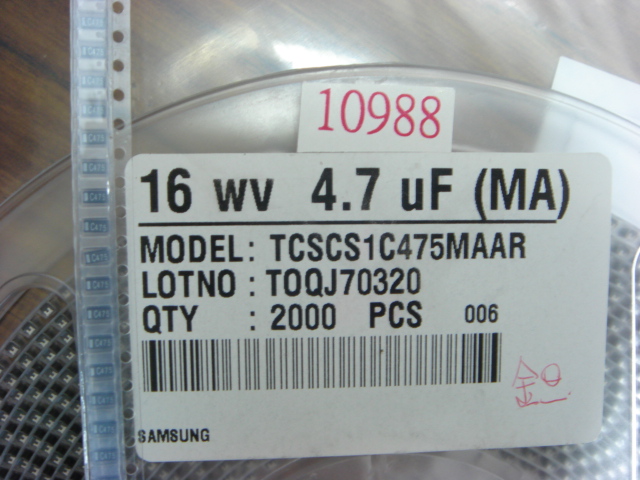 10988
16 WV 4.7 uF (MA)
MODEL: TCSCS1C475MAAR
LOTNO : TOQJ70320
QTY : 2000 PCS 006
SAMSUNG